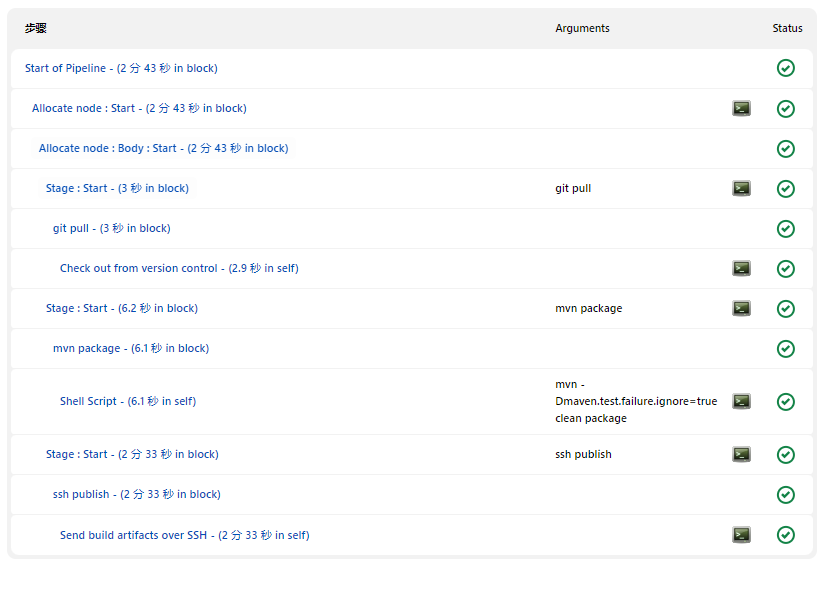 步骤 Arguments Status
Start of Pipeline - (2 分 43 秒 in block)
Allocate node : Start - (2 分 43 秒 in block)
Allocate node : Body : Start - (2 分 43 秒 in block)
Stage : Start - (3 秒 in block) git pull
git pull - (3 秒 in block)
Check out from version control - (2.9 秒 in self)
Stage : Start - (6.2 秒 in block) mvn package
mvn package - (6.1 秒 in block)
Shell Script - (6.1 秒 in self)
mvn -
Dmaven.test.failure.ignore=true
clean package
Stage : Start - (2 分 33 秒 in block) ssh publish
ssh publish - (2 分 33 秒 in block)
Send build artifacts over SSH - (2 分 33 秒 in self)